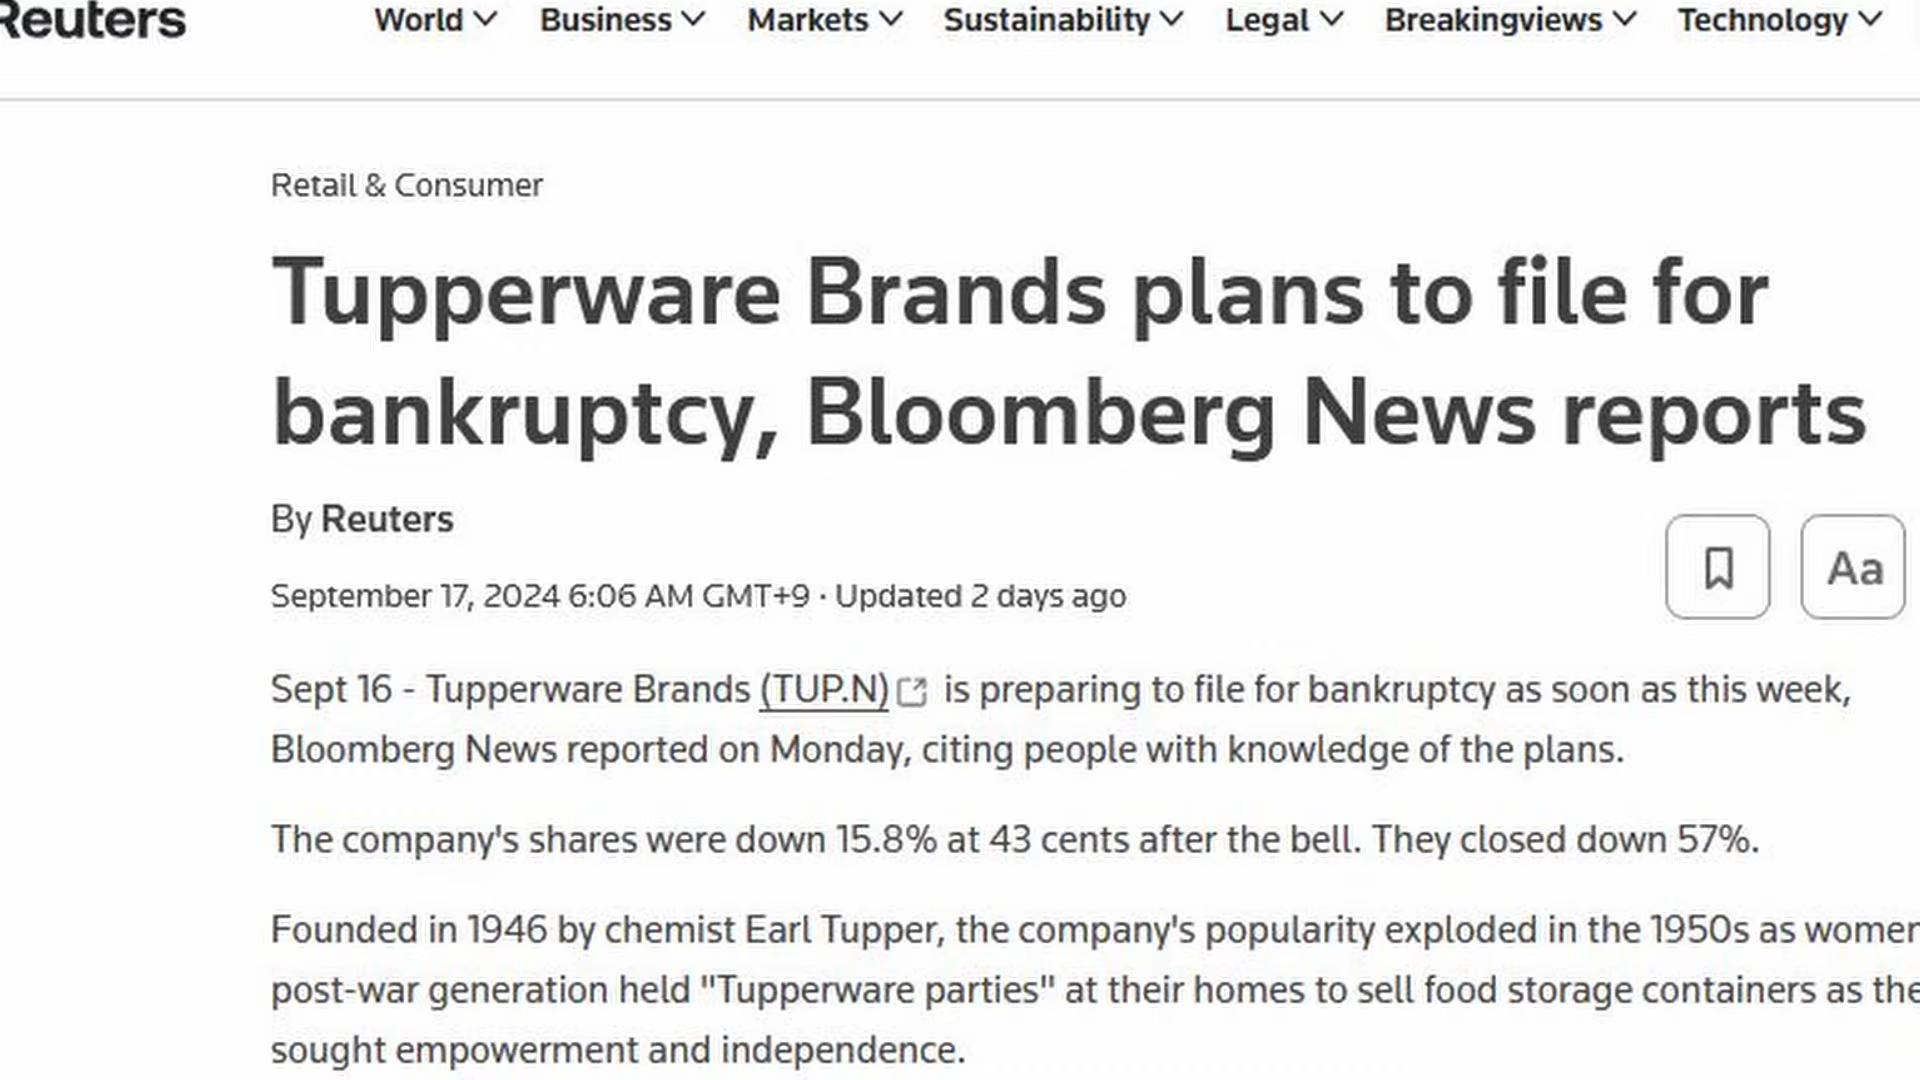 Reuters
World Business Markets Sustainability Legal Breakingviews Technology
Retail & Consumer
Tupperware Brands plans to file for
bankruptcy, Bloomberg News reports
By Reuters
Aa
September 17, 2024 6:06 AM GMT+9 · Updated 2 days ago
Sept 16 - Tupperware Brands (TUP.N) is preparing to file for bankruptcy as soon as this week,
Bloomberg News reported on Monday, citing people with knowledge of the plans.
The company's shares were down 15.8% at 43 cents after the bell. They closed down 57%.
Founded in 1946 by chemist Earl Tupper, the company's popularity exploded in the 1950s as women
post-war generation held "Tupperware parties" at their homes to sell food storage containers as the
sought empowerment and independence.